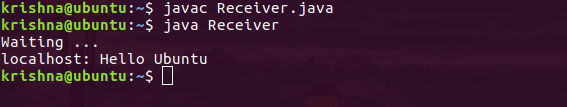 krishna@ubuntu:~$ javac Receiver.java
krishna@ubuntu:~$ java Receiver
Waiting ...
localhost: Hello Ubuntu
krishna@ubuntu:~$